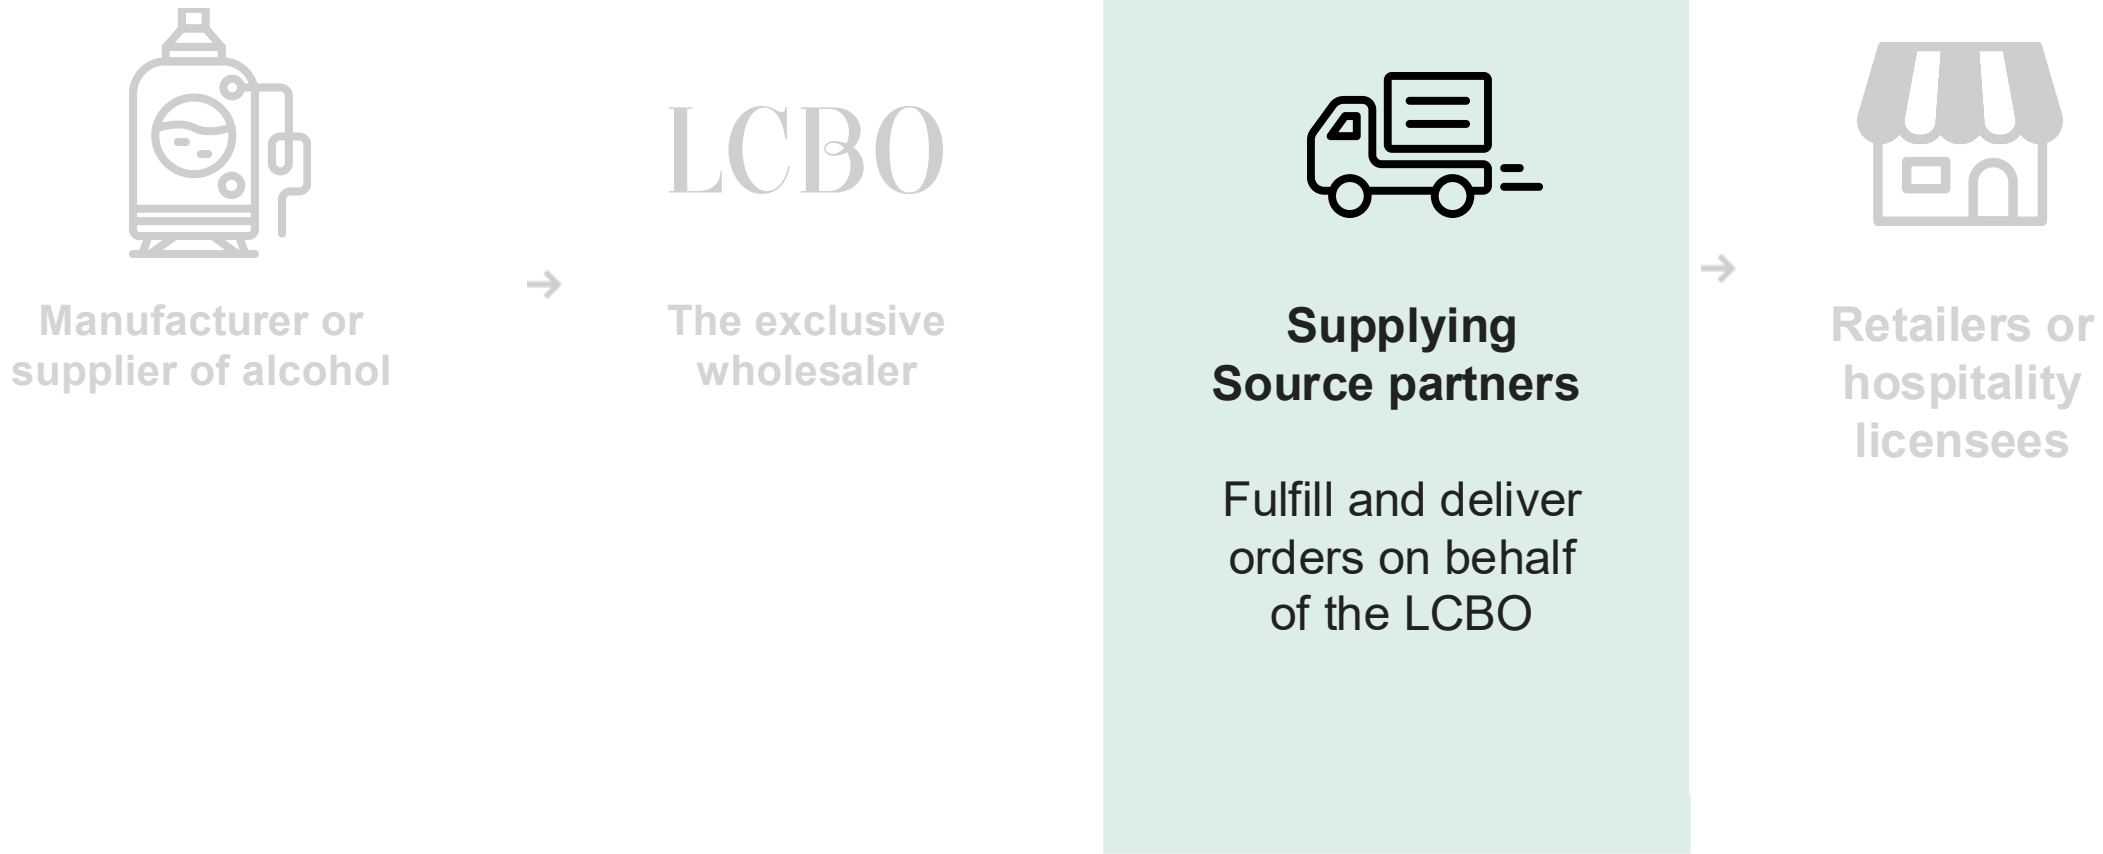 Manufacturer or
supplier of alcohol
LCBO
The exclusive
wholesaler
Supplying
Source partners
Fulfill and deliver
orders on behalf
of the LCBO
Retailers or
hospitality
licensees